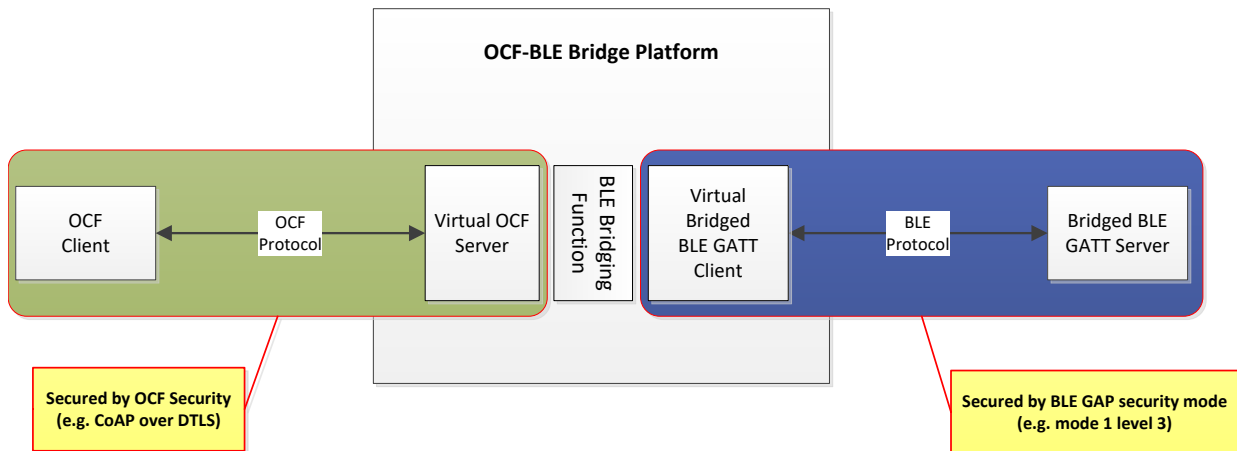 OCF-BLE Bridge Platform
OCF
Client
OCF
Protocol
Virtual OCF
Server
BLE Bridging
Function
Virtual
Bridged
BLE GATT
Client
BLE
Protocol
Bridged BLE
GATT Server
Secured by OCF Security
(e.g. CoAP over DTLS)
Secured by BLE GAP security mode
(e.g. mode 1 level 3)